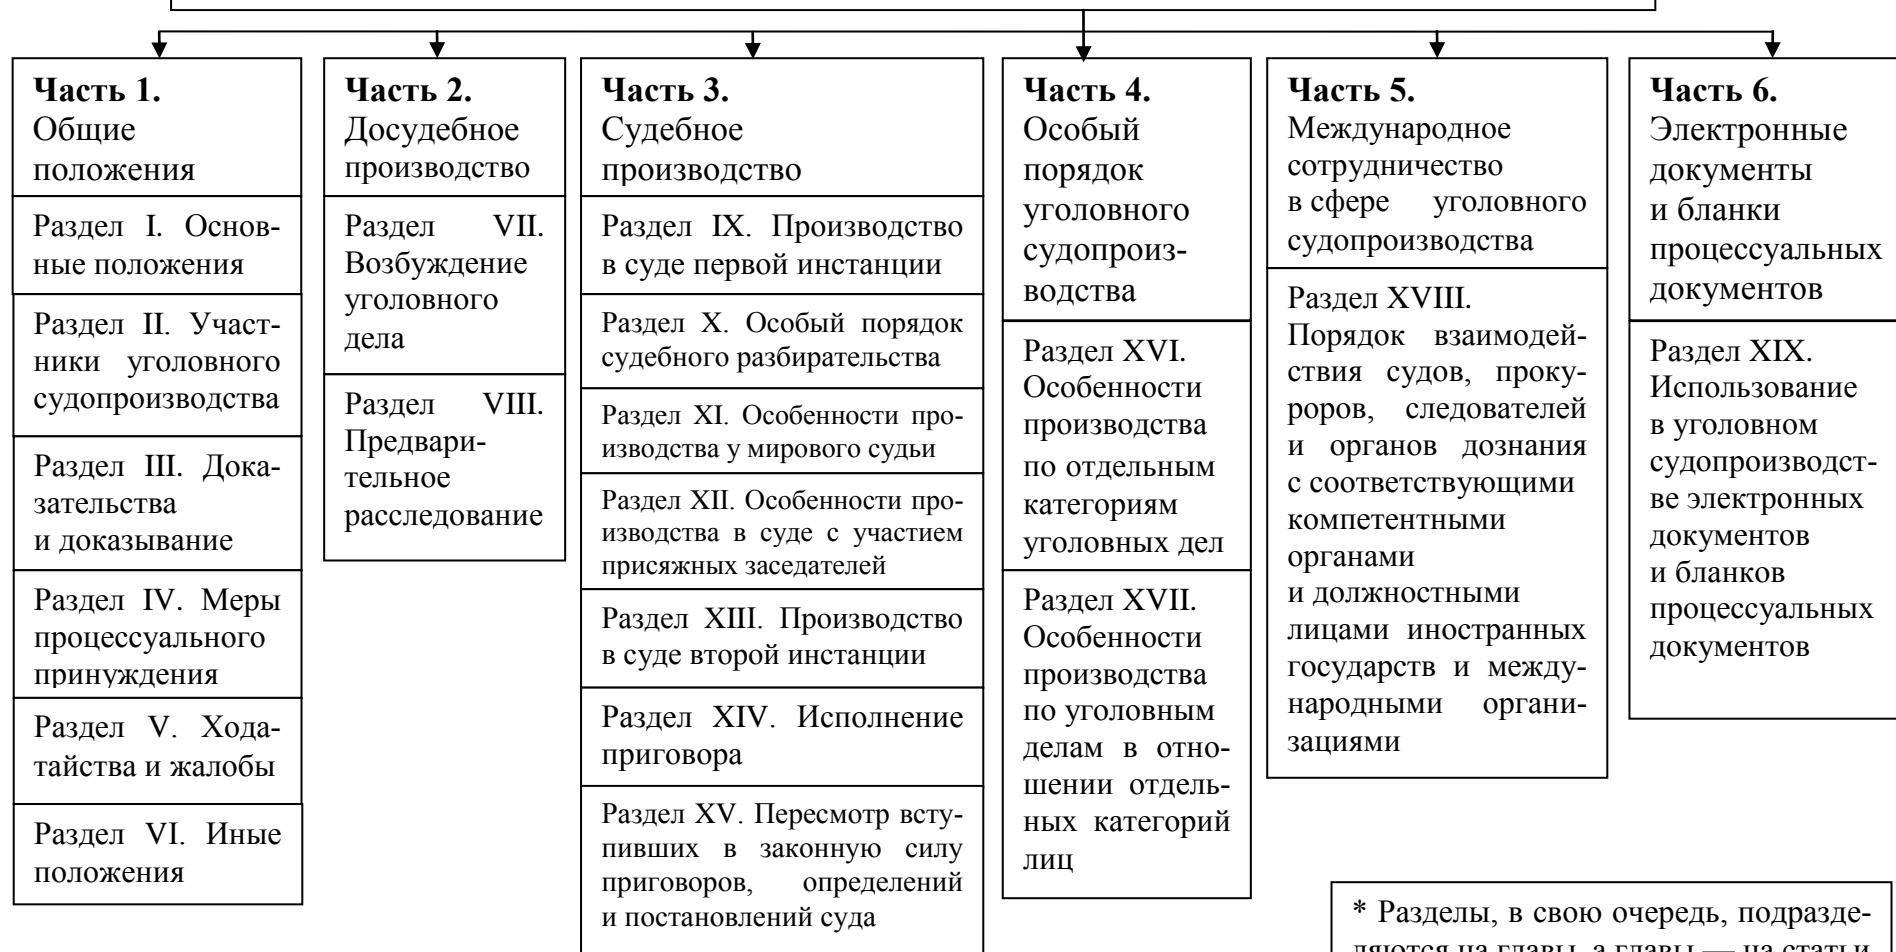 Часть 1.
Общие
положения
Раздел I. Основ-
ные положения
Раздел II. Участ-
ники уголовного
судопроизводства
Раздел III. Дока-
зательства
и доказывание
Раздел IV. Меры
процессуального
принуждения
Раздел V. Хода-
тайства и жалобы
Раздел VI. Иные
положения
Часть 2.
Досудебное
производство
Раздел VII.
Возбуждение
уголовного
дела
Раздел VIII.
Предвари-
тельное
расследование
Часть 3.
Судебное
производство
Раздел IX. Производство
в суде первой инстанции
Раздел X. Особый порядок
судебного разбирательства
Раздел XI. Особенности про-
изводства у мирового судьи
Раздел XII. Особенности про-
изводства в суде с участием
присяжных заседателей
Раздел XIII. Производство
в суде второй инстанции
Раздел XIV. Исполнение
приговора
Раздел XV. Пересмотр всту-
пивших в законную силу
приговоров, определений
и постановлений суда
Часть 4.
Особый
порядок
уголовного
судопроиз-
водства
Раздел XVI.
Особенности
производства
по отдельным
категориям
уголовных дел
Раздел XVII.
Особенности
производства
по уголовным
делам в отно-
шении отдель-
ных категорий
лиц
Часть 5.
Международное
сотрудничество
в сфере уголовного
судопроизводства
Раздел XVIII.
Порядок взаимодей-
ствия судов, проку-
роров, следователей
и органов дознания
с соответствующими
компетентными
органами
и должностными
лицами иностранных
государств и между-
народными органи-
зациями
Часть 6.
Электронные
документы
и бланки
процессуальных
документов
Раздел XIX.
Использование
в уголовном
судопроизводст-
ве электронных
документов
и бланков
процессуальных
документов
* Разделы, в свою очередь, подразде-
ляются на главы, а главы — на статьи